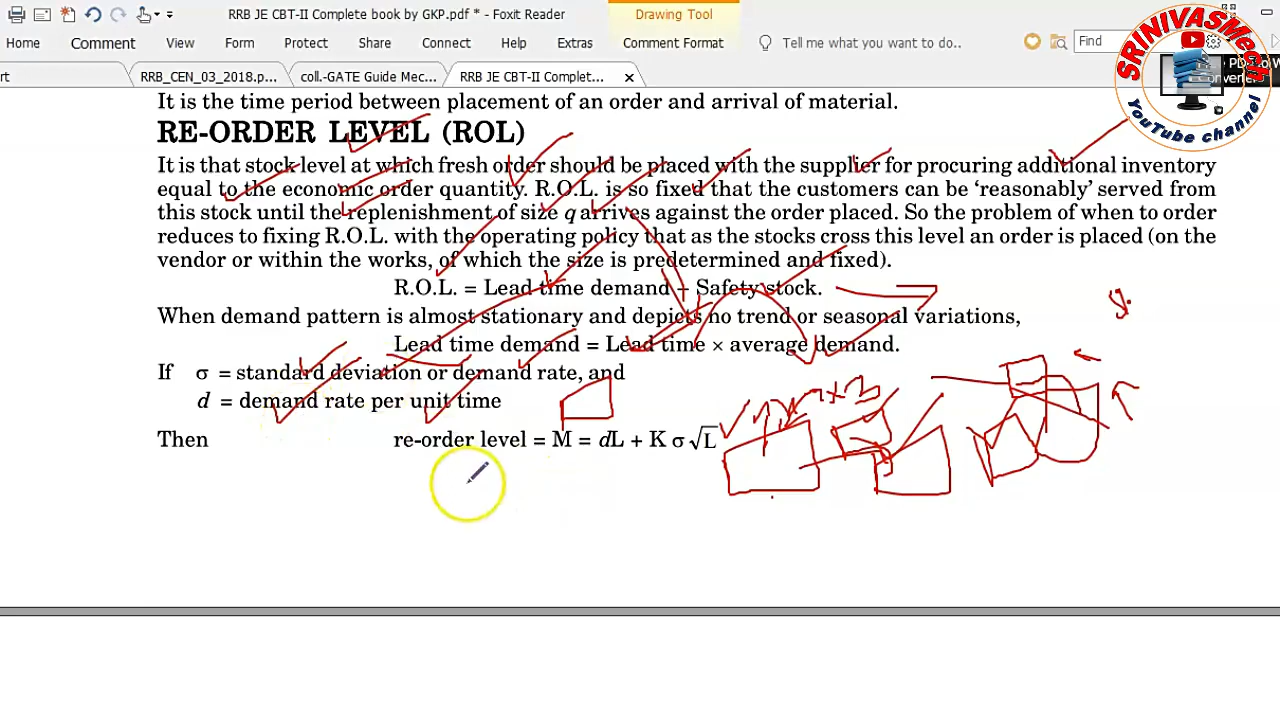 RRB JE CBT-II Complete book by GKP.pdf * - Foxit Reader
Drawing Tool
Home Comment View Form Protect Share Connect Help Extras Comment Format Tell me what you want to do.. Find
rt RRB_CEN_03_2018.p... coll.-GATE Guide Mec... RRB JE CBT-II Complet...
SRINIVASMech
YouTube channel
It is the time period between placement of an order and arrival of material.
RE-ORDER LEVEL (ROL)
It is that stock level at which fresh order should be placed with the supplier for procuring additional inventory
equal to the economic order quantity. R.O.L. is so fixed that the customers can be ‘reasonably’ served from
this stock until the replenishment of size q arrives against the order placed. So the problem of when to order
reduces to fixing R.O.L. with the operating policy that as the stocks cross this level an order is placed (on the
vendor or within the works, of which the size is predetermined and fixed).
R.O.L. = Lead time demand + Safety stock.
When demand pattern is almost stationary and depicts no trend or seasonal variations,
Lead time demand = Lead time × average demand.
If σ = standard deviation or demand rate, and
d = demand rate per unit time
Then re-order level = M = dL + K σ √L